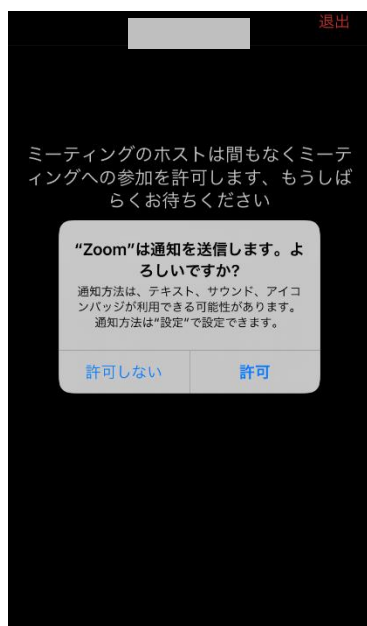 退出
ミーティングのホストは間もなくミーテ
ィングへの参加を許可します、もうしば
らくお待ちください
“Zoom”は通知を送信します。よ
ろしいですか?
通知方法は、テキスト、サウンド、アイコ
ンバッジが利用できる可能性があります。
通知方法は“設定”で設定できます。
許可しない
許可